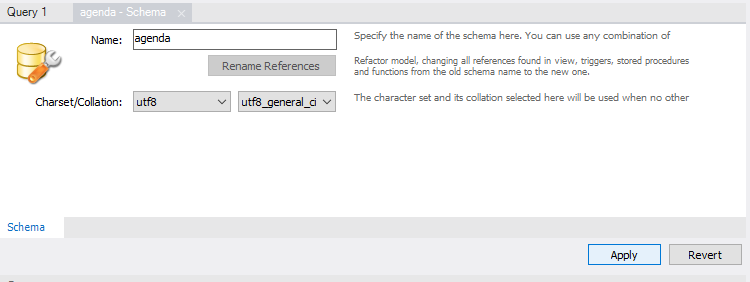 Query 1
agenda - Schema
Name:
agenda
Specify the name of the schema here. You can use any combination of
Rename References
Refactor model, changing all references found in view, triggers, stored procedures
and functions from the old schema name to the new one.
Charset/Collation:
utf8
utf8_general_ci
The character set and its collation selected here will be used when no other
Schema
Apply
Revert